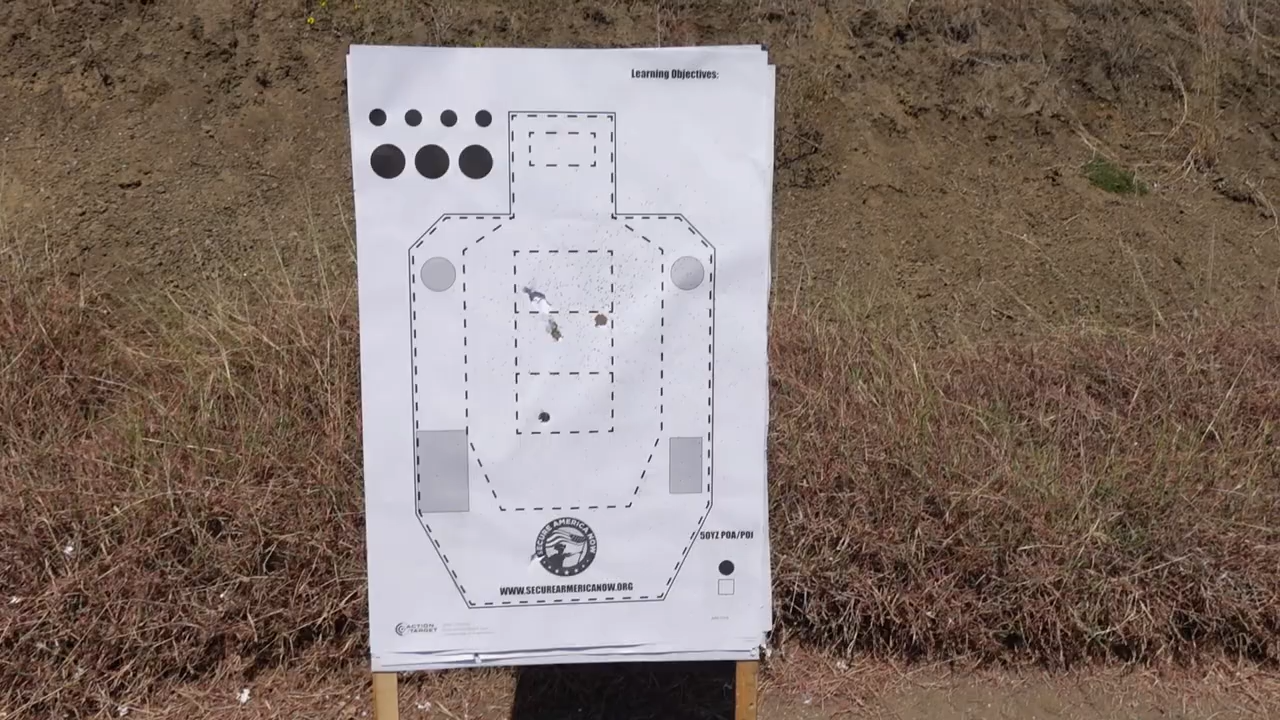 Learning Objectives:
50YZ POA/POI
SECURE AMERICA NOW
WWW.SECUREAMERICANOW.ORG
ACTION
TARGET